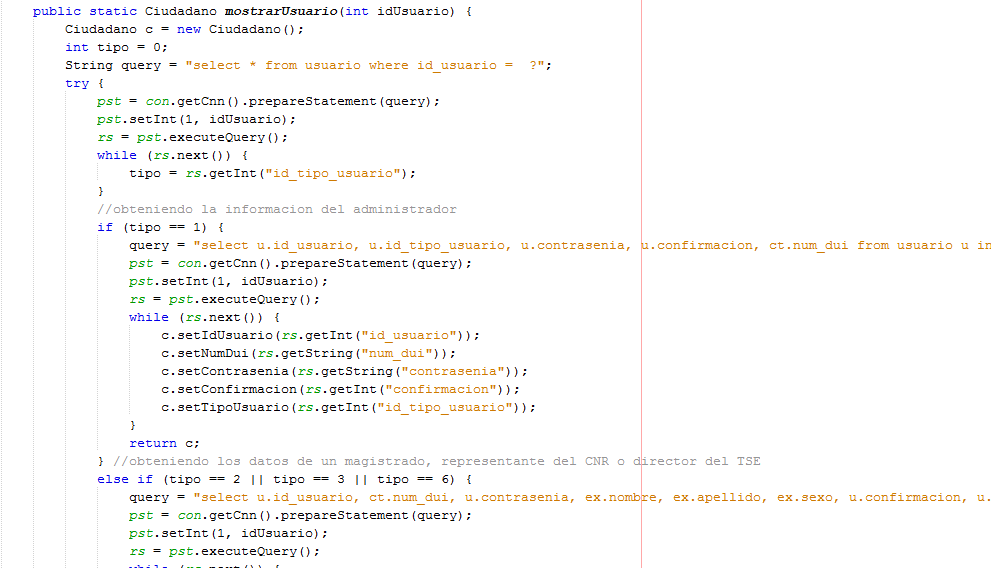 public static Ciudadano mostrarUsuario(int idUsuario) {
Ciudadano c = new Ciudadano();
int tipo = 0;
String query = "select * from usuario where id_usuario =  ?";
try {
pst = con.getCnn().prepareStatement(query);
pst.setInt(1, idUsuario);
rs = pst.executeQuery();
while (rs.next()) {
tipo = rs.getInt("id_tipo_usuario");
}
//obteniendo la informacion del administrador
if (tipo == 1) {
query = "select u.id_usuario, u.id_tipo_usuario, u.contrasenia, u.confirmacion, ct.num_dui from usuario u in
pst = con.getCnn().prepareStatement(query);
pst.setInt(1, idUsuario);
rs = pst.executeQuery();
while (rs.next()) {
c.setIdUsuario(rs.getInt("id_usuario"));
c.setNumDui(rs.getString("num_dui"));
c.setContrasenia(rs.getString("contrasenia"));
c.setConfirmacion(rs.getInt("confirmacion"));
c.setTipoUsuario(rs.getInt("id_tipo_usuario"));
}
return c;
} //obteniendo los datos de un magistrado, representante del CNR o director del TSE
else if (tipo == 2 || tipo == 3 || tipo == 6) {
query = "select u.id_usuario, ct.num_dui, u.contrasenia, ex.nombre, ex.apellido, ex.sexo, u.confirmacion, u.
pst = con.getCnn().prepareStatement(query);
pst.setInt(1, idUsuario);
rs = pst.executeQuery();
while (rs.next()) {